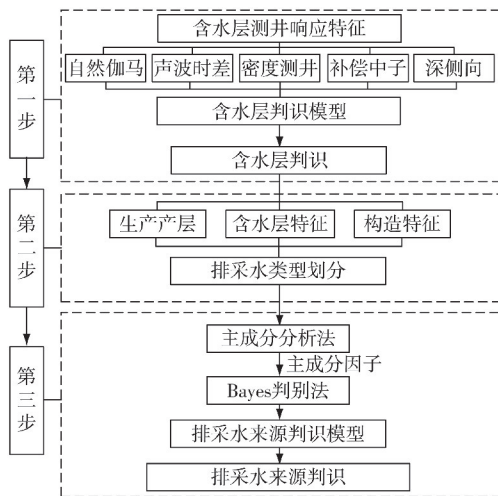 第一步
含水层测井响应特征
自然伽马 声波时差 密度测井 补偿中子 深侧向
含水层判识模型
含水层判识
第二步
生产产层 含水层特征 构造特征
排采水类型划分
第三步
主成分分析法
主成分因子
Bayes判别法
排采水来源判识模型
排采水来源判识